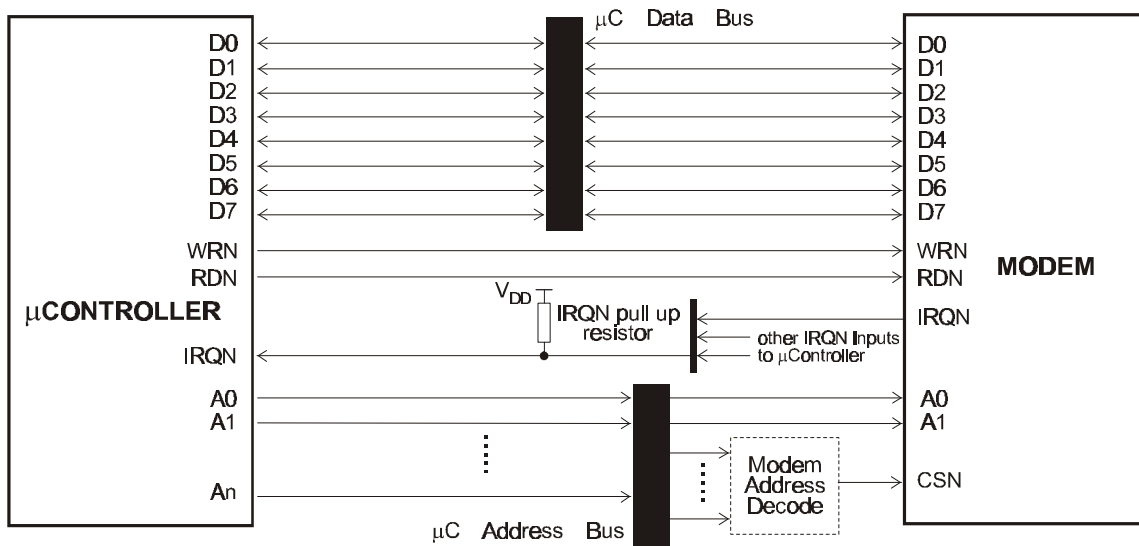 μC Data Bus
D0 D0
D1 D1
D2 D2
D3 D3
D4 D4
D5 D5
D6 D6
D7 D7
WRN WRN
RDN RDN
μCONTROLLER
MODEM
VDD
IRQN pull up
resistor
IRQN
other IRQN Inputs
to μController
IRQN
A0 A0
A1 A1
An
Modem
Address
Decode
CSN
μC Address Bus